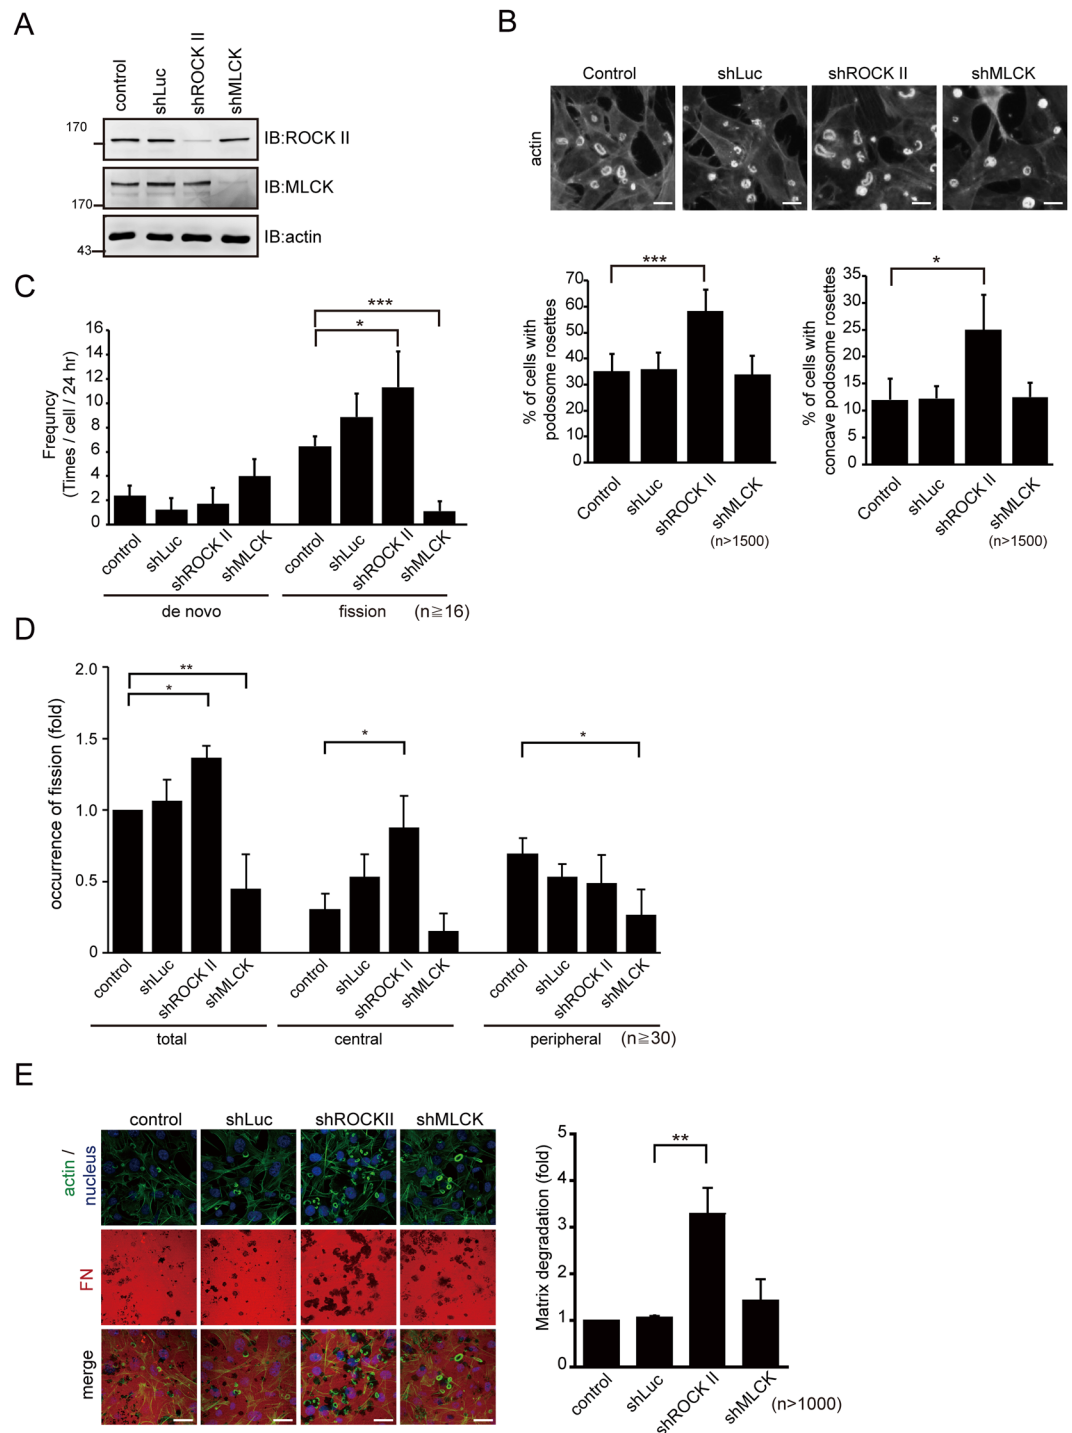 A
control
shLuc
shROCK II
shMLCK
170
IB:ROCK II
IB:MLCK
170
IB:actin
43
B
Control
shLuc
shROCK II
shMLCK
actin
***
70
60
50
40
30
20
10
0
% of cells with
podosome rosettes
Control
shLuc
shROCK II
shMLCK
(n>1500)
*
35
30
25
20
15
10
5
0
% of cells with
concave podosome rosettes
Control
shLuc
shROCK II
shMLCK
(n>1500)
C
***
*
16
14
12
10
8
6
4
2
0
Frequncy
(Times / cell / 24 hr)
control
shLuc
shROCK II
shMLCK
control
shLuc
shROCK II
shMLCK
de novo
fission
(n≧16)
D
**
*
*
*
2.0
1.5
1.0
0.5
0
occurrence of fission (fold)
control
shLuc
shROCK II
shMLCK
control
shLuc
shROCK II
shMLCK
control
shLuc
shROCK II
shMLCK
total
central
peripheral
(n≧30)
E
control
shLuc
shROCKII
shMLCK
actin /
nucleus
FN
merge
**
5
4
3
2
1
0
Matrix degradation (fold)
control
shLuc
shROCK II
shMLCK
(n>1000)